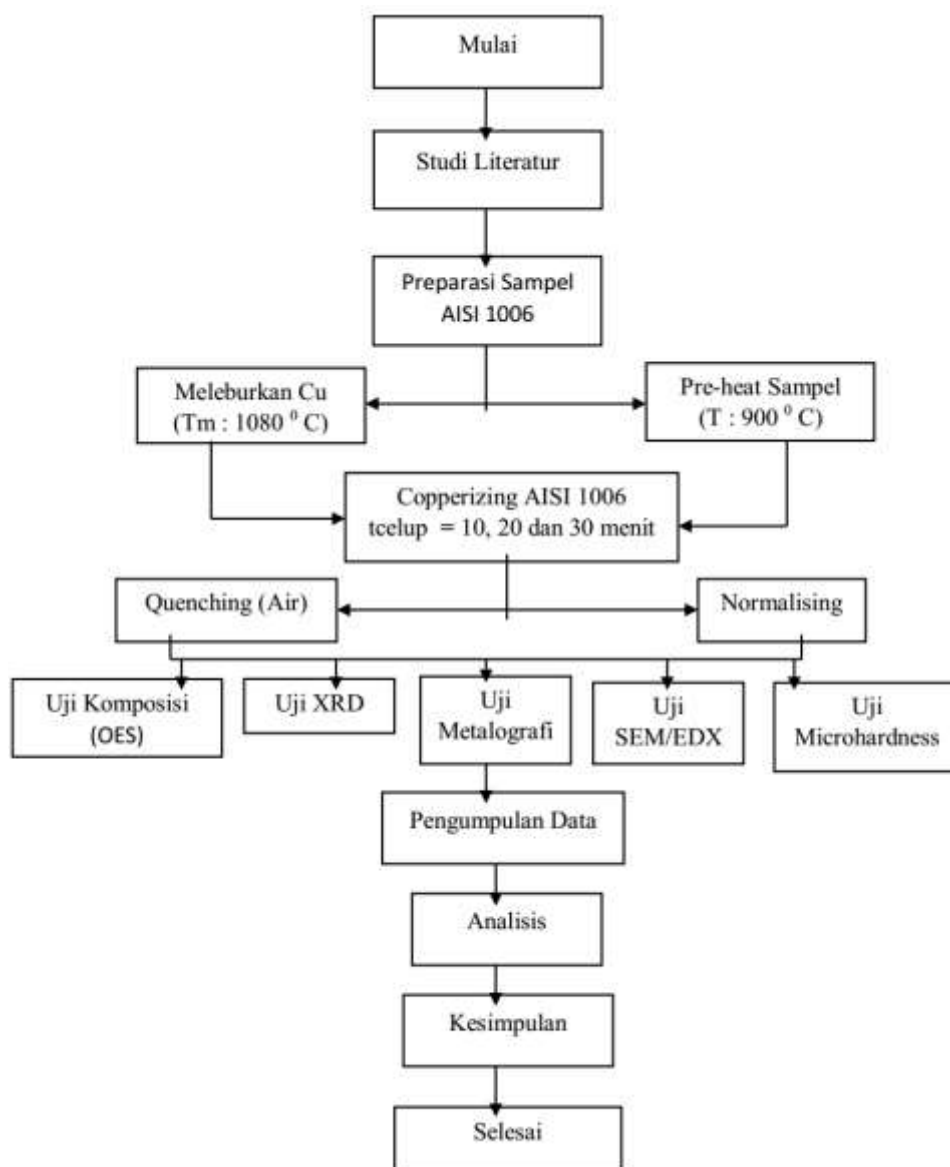 Mulai
Studi Literatur
Preparasi Sampel
AISI 1006
Meleburkan Cu
(Tm : 1080 ⁰ C)
Pre-heat Sampel
(T : 900 ⁰ C)
Copperizing AISI 1006
tcelup = 10, 20 dan 30 menit
Quenching (Air)
Normalising
Uji Komposisi
(OES)
Uji XRD
Uji
Metalografi
Uji
SEM/EDX
Uji
Microhardness
Pengumpulan Data
Analisis
Kesimpulan
Selesai